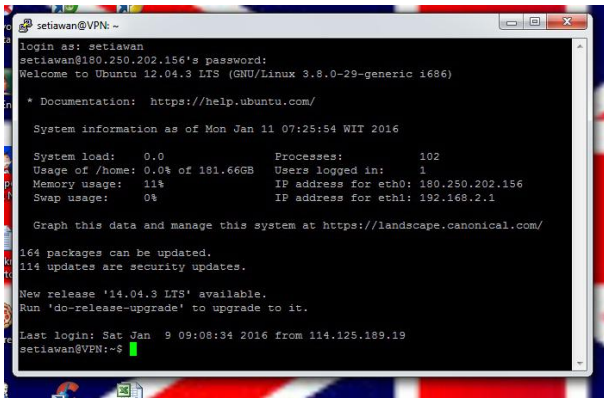 setiawan@VPN: ~
login as: setiawan
setiawan@180.250.202.156's password:
Welcome to Ubuntu 12.04.3 LTS (GNU/Linux 3.8.0-29-generic i686)
* Documentation: https://help.ubuntu.com/
System information as of Mon Jan 11 07:25:54 WIT 2016
System load: 0.0 Processes: 102
Usage of /home: 0.0% of 181.66GB Users logged in: 1
Memory usage: 11% IP address for eth0: 180.250.202.156
Swap usage: 0% IP address for eth1: 192.168.2.1
Graph this data and manage this system at https://landscape.canonical.com/
164 packages can be updated.
114 updates are security updates.
New release '14.04.3 LTS' available.
Run 'do-release-upgrade' to upgrade to it.
Last login: Sat Jan 9 09:08:34 2016 from 114.125.189.19
setiawan@VPN:~$